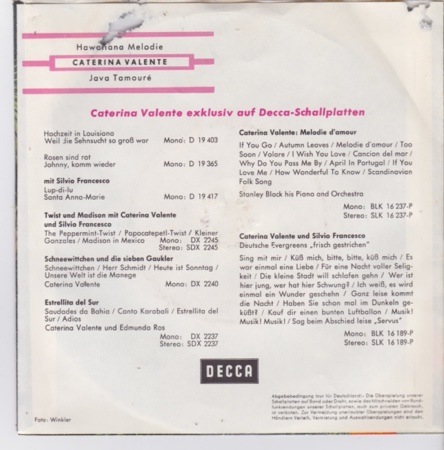 Hawaiiana Melodie
CATERINA VALENTE
Java Tamouré
Caterina Valente exklusiv auf Decca-Schallplatten
Hochzeit in Louisiana
Weil die Sehnsucht so groß war Mono: D 19 403
Rosen sind rot
Johnny, komm wieder Mono: D 19 365
mit Silvio Francesco
Lup-di-lu
Santa Anna-Marie Mono: D 19 417
Twist und Madison mit Caterina Valente
und Silvio Francesco
The Peppermint-Twist / Popocatepetl-Twist / Kleiner
Gonzales / Madison in Mexico Mono: DX 2245
Stereo: SDX 2245
Schneewittchen und die sieben Gaukler
Schneewittchen / Herr Schmidt / Heute ist Sonntag /
Unsere Welt ist die Manege
Caterina Valente Mono: DX 2240
Estrellita del Sur
Saudades da Bahia / Canto Karabali / Estrellita del
Sur / Adios
Caterina Valente und Edmundo Ros
Mono: DX 2237
Stereo: SDX 2237
Caterina Valente: Melodie d'amour
If You Go / Autumn Leaves / Melodie d'amour / Too
Soon / Volare / I Wish You Love / Cancion del mar /
Why Do You Pass Me By / April In Portugal / If You
Love Me / How Wonderful To Know / Scandinavian
Folk Song
Stanley Black his Piano and Orchestra
Mono: BLK 16 237-P
Stereo: SLK 16 237-P
Caterina Valente und Silvio Francesco
Deutsche Evergreens „frisch gestrichen"
Sing mit mir / Küß mich, bitte, bitte, küß mich / Es
war einmal eine Liebe / Für eine Nacht voller Selig-
keit / Die kleine Stadt will schlafen gehn / Wer ist
hier jung, wer hat hier Schwung? / Ich weiß, es wird
einmal ein Wunder geschehn / Ganz leise kommt
die Nacht / Haben Sie schon mal im Dunkeln ge-
küßt? / Kauf dir einen bunten Luftballon / Musik!
Musik! Musik! / Sag beim Abschied leise „Servus"
Mono: BLK 16 189-P
Stereo: SLK 16 189-P
DECCA
Foto: Winkler